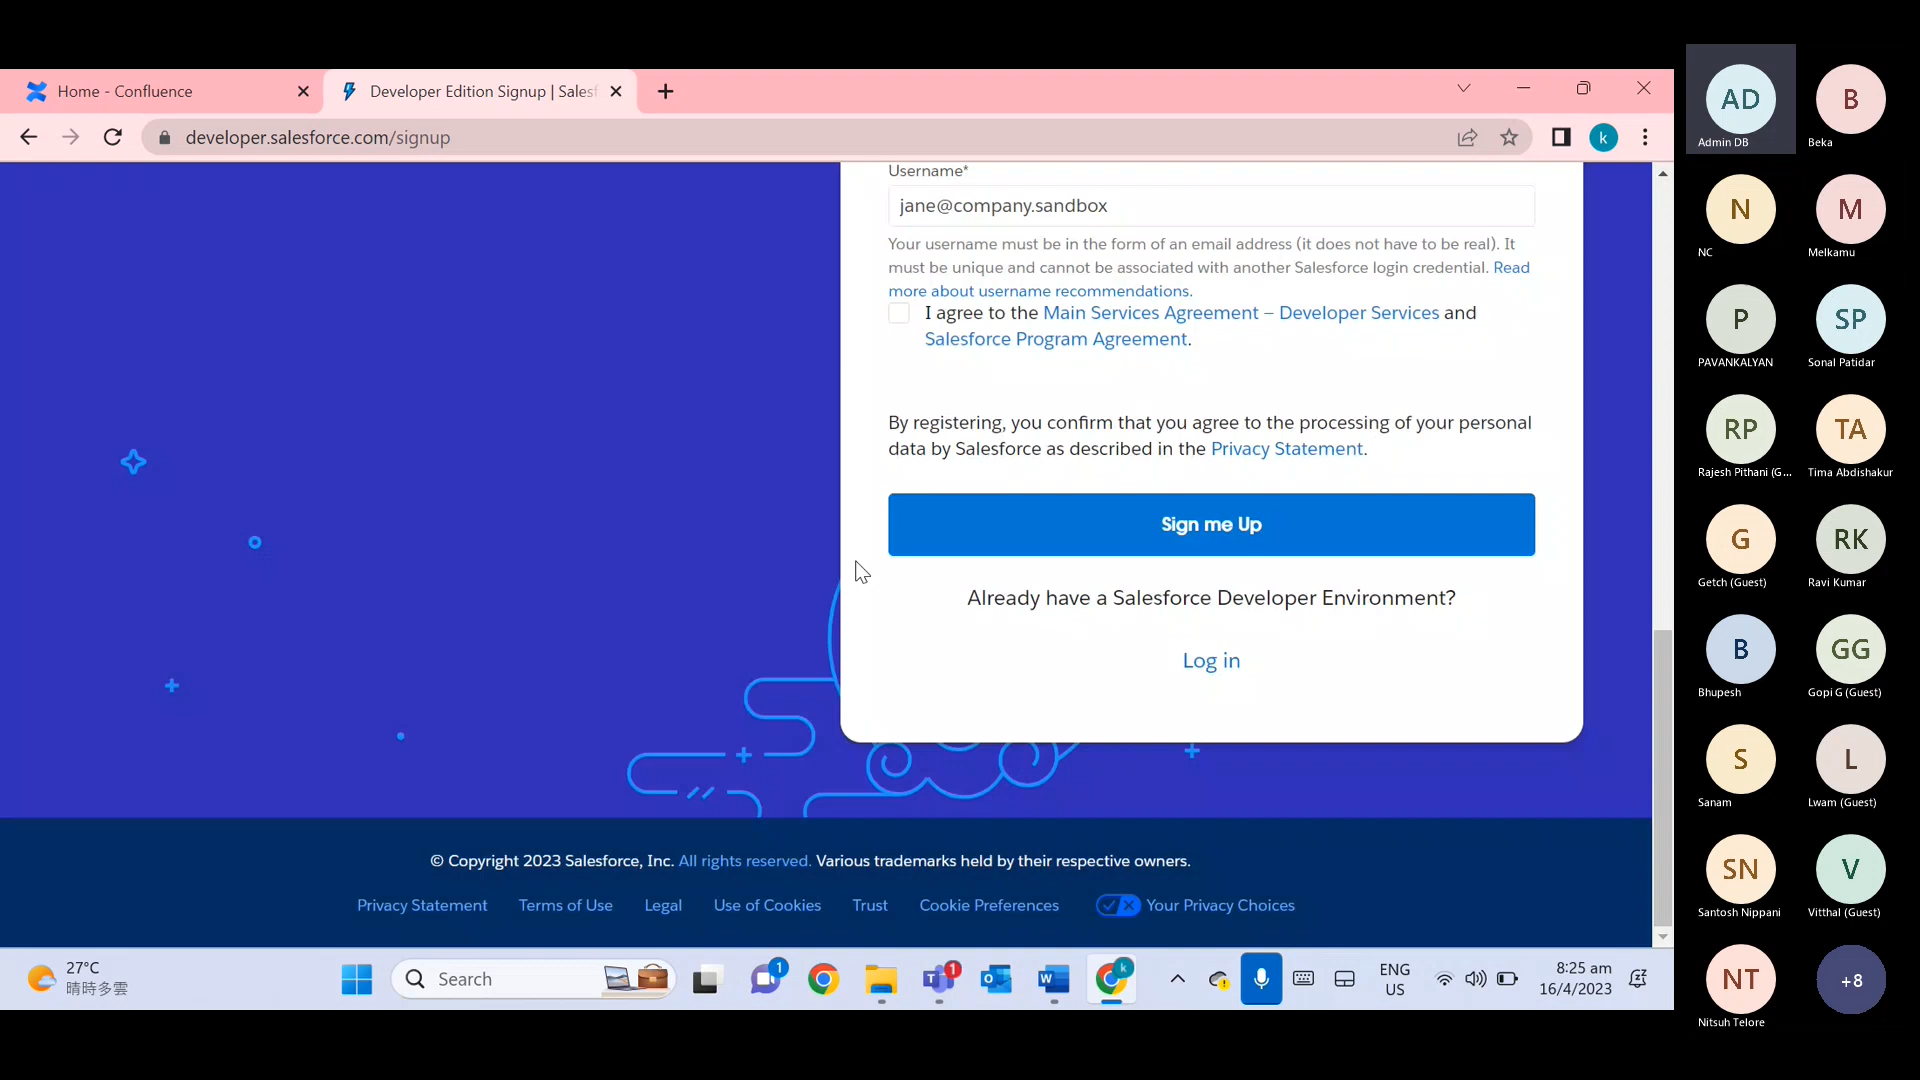 Home - Confluence
Developer Edition Signup | Salesf
developer.salesforce.com/signup
k
Username*
jane@company.sandbox
Your username must be in the form of an email address (it does not have to be real). It
must be unique and cannot be associated with another Salesforce login credential. Read
more about username recommendations.
I agree to the Main Services Agreement – Developer Services and
Salesforce Program Agreement.
By registering, you confirm that you agree to the processing of your personal
data by Salesforce as described in the Privacy Statement.
Sign me Up
Already have a Salesforce Developer Environment?
Log in
© Copyright 2023 Salesforce, Inc. All rights reserved. Various trademarks held by their respective owners.
Privacy Statement Terms of Use Legal Use of Cookies Trust Cookie Preferences Your Privacy Choices
27°C
晴時多雲
Search
1
1
k
ENG
US
8:25 am
16/4/2023
AD
Admin DB
B
Beka
N
NC
M
Melkamu
P
PAVANKALYAN
SP
Sonal Patidar
RP
Rajesh Pithani (G...
TA
Tima Abdishakur
G
Getch (Guest)
RK
Ravi Kumar
B
Bhupesh
GG
Gopi G (Guest)
S
Sanam
L
Lwam (Guest)
SN
Santosh Nippani
V
Vitthal (Guest)
NT
Nitsuh Telore
+8